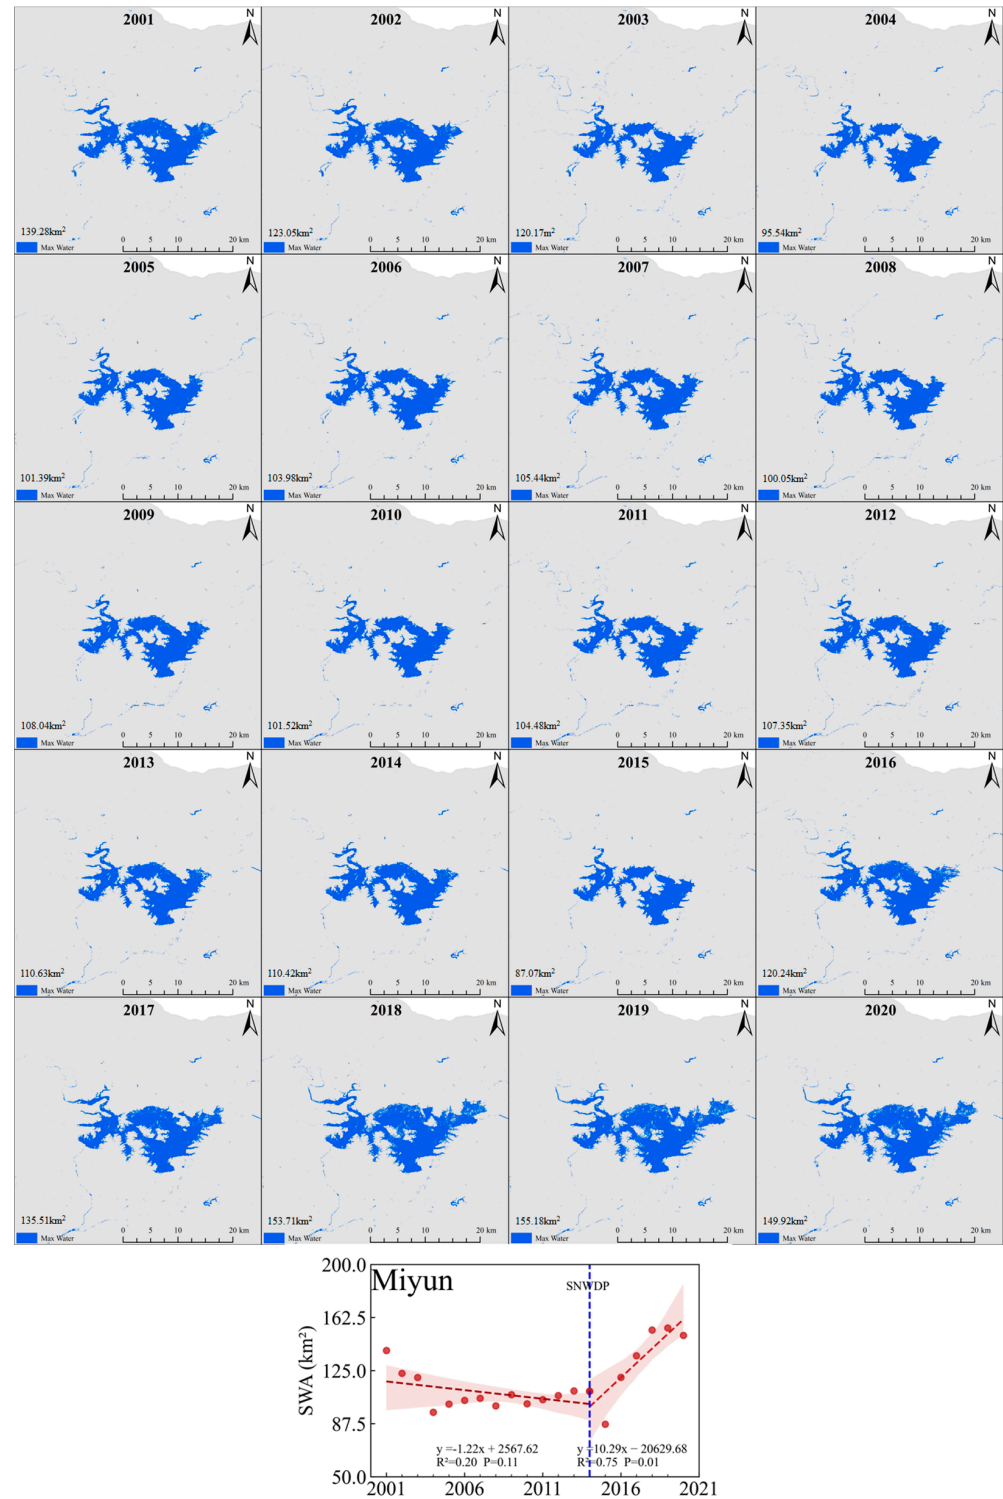 2001 N
2002 N
2003 N
2004 N
139.28km²
Max Water 0 5 10 20 km
123.05km²
Max Water 0 5 10 20 km
120.17m²
Max Water 0 5 10 20 km
95.54km²
Max Water 0 5 10 20 km
2005 N
2006 N
2007 N
2008 N
101.39km²
Max Water 0 5 10 20 km
103.98km²
Max Water 0 5 10 20 km
105.44km²
Max Water 0 5 10 20 km
100.05km²
Max Water 0 5 10 20 km
2009 N
2010 N
2011 N
2012 N
108.04km²
Max Water 0 5 10 20 km
101.52km²
Max Water 0 5 10 20 km
104.48km²
Max Water 0 5 10 20 km
107.35km²
Max Water 0 5 10 20 km
2013 N
2014 N
2015 N
2016 N
110.63km²
Max Water 0 5 10 20 km
110.42km²
Max Water 0 5 10 20 km
87.07km²
Max Water 0 5 10 20 km
120.24km²
Max Water 0 5 10 20 km
2017 N
2018 N
2019 N
2020 N
135.51km²
Max Water 0 5 10 20 km
153.71km²
Max Water 0 5 10 20 km
155.18km²
Max Water 0 5 10 20 km
149.92km²
Max Water 0 5 10 20 km
Miyun
SNWDP
SWA (km²)
200.0
162.5
125.0
87.5
50.0
y =-1.22x + 2567.62
R²=0.20 P=0.11
y =10.29x − 20629.68
R²=0.75 P=0.01
2001 2006 2011 2016 2021